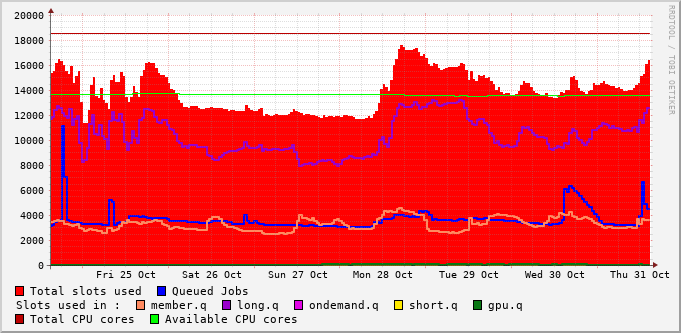 20000
18000
16000
14000
12000
10000
8000
6000
4000
2000
0
Fri 25 Oct Sat 26 Oct Sun 27 Oct Mon 28 Oct Tue 29 Oct Wed 30 Oct Thu 31 Oct
Total slots used Queued Jobs
Slots used in : member.q long.q ondemand.q short.q gpu.q
Total CPU cores Available CPU cores
RRDTOOL / TOBI OETIKER